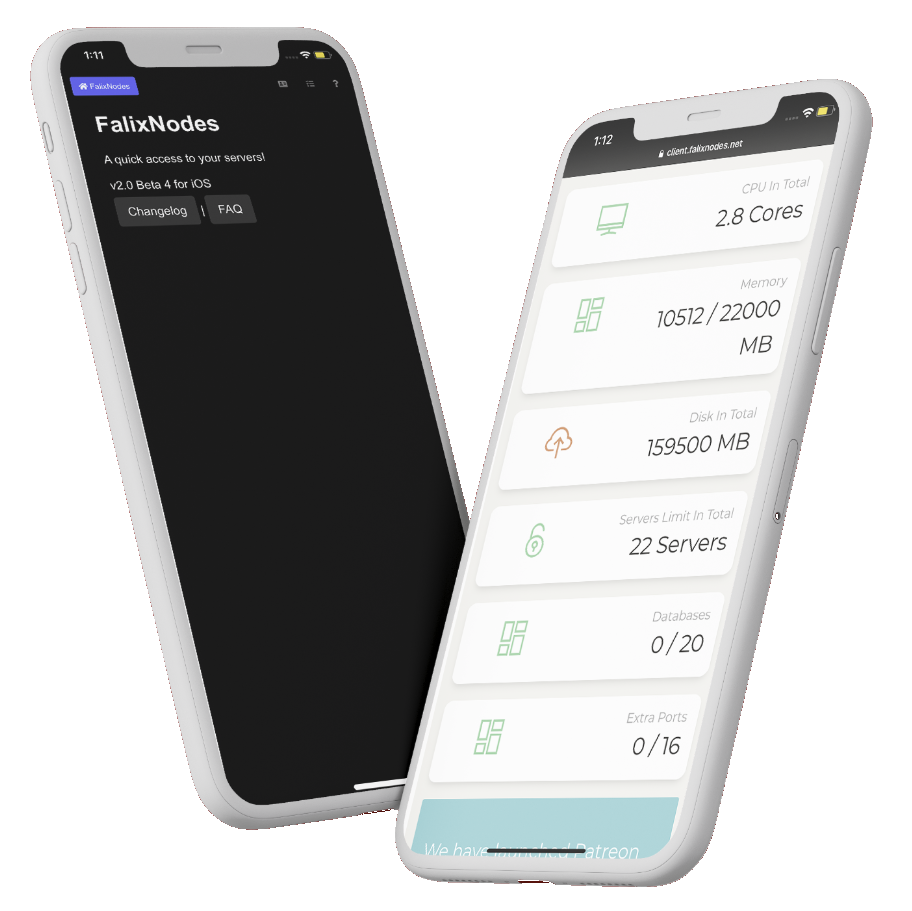 1:11
FalixNodes
?
FalixNodes
A quick access to your servers!
v2.0 Beta 4 for iOS
Changelog | FAQ
1:12
client.falixnodes.net
CPU In Total
2.8 Cores
Memory
10512 / 22000
MB
Disk In Total
159500 MB
Servers Limit In Total
22 Servers
Databases
0 / 20
Extra Ports
0 / 16
We have launched Patreon